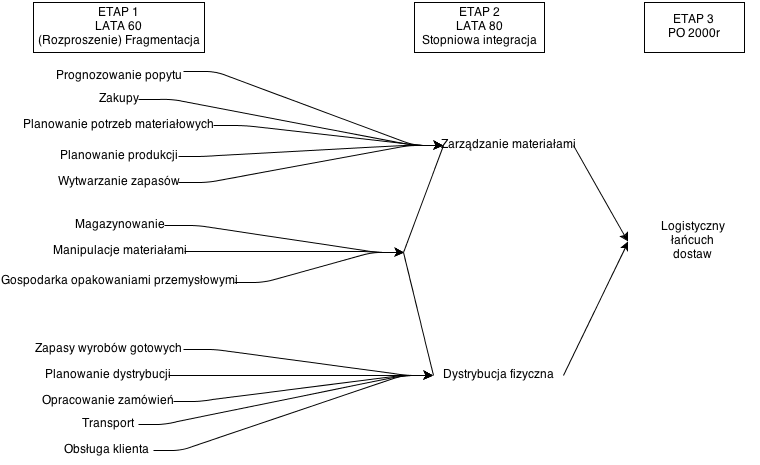 ETAP 1
LATA 60
(Rozproszenie) Fragmentacja
ETAP 2
LATA 80
Stopniowa integracja
ETAP 3
PO 2000r
Prognozowanie popytu
Zakupy
Planowanie potrzeb materiałowych
Planowanie produkcji
Wytwarzanie zapasów
Zarządzanie materiałami
Magazynowanie
Manipulacje materiałami
Gospodarka opakowaniami przemysłowymi
Logistyczny
łańcuch
dostaw
Zapasy wyrobów gotowych
Planowanie dystrybucji
Opracowanie zamówień
Transport
Obsługa klienta
Dystrybucja fizyczna